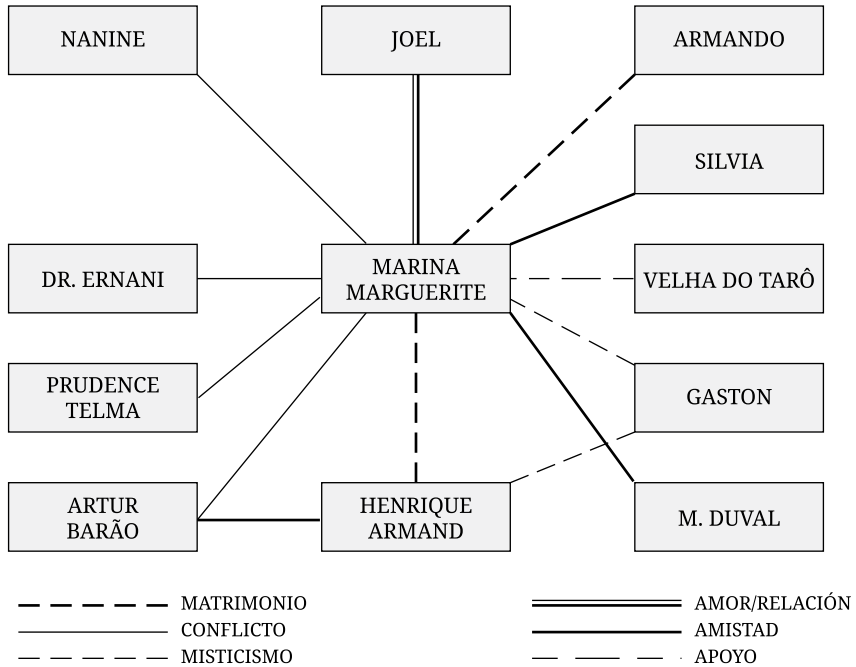 NANINE
JOEL
ARMANDO
SILVIA
DR. ERNANI
MARINA
MARGUERITE
VELHA DO TARÔ
PRUDENCE
TELMA
GASTON
ARTUR
BARÃO
HENRIQUE
ARMAND
M. DUVAL
MATRIMONIO
CONFLICTO
MISTICISMO
AMOR/RELACIÓN
AMISTAD
APOYO